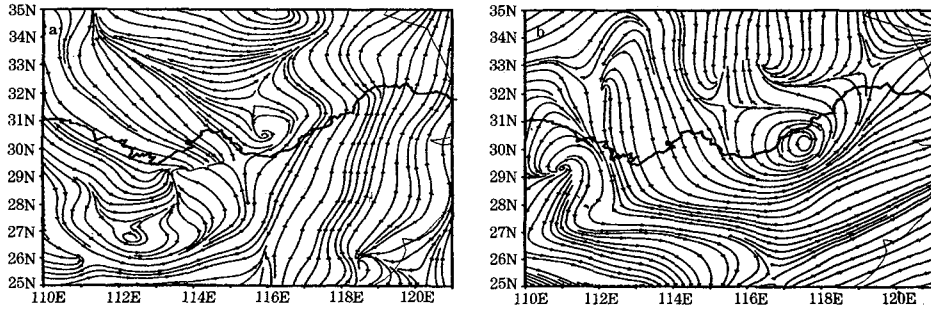 a
35N
34N
33N
32N
31N
30N
29N
28N
27N
26N
25N
110E 112E 114E 116E 118E 120E
b
35N
34N
33N
32N
31N
30N
29N
28N
27N
26N
25N
110E 112E 114E 116E 118E 120E